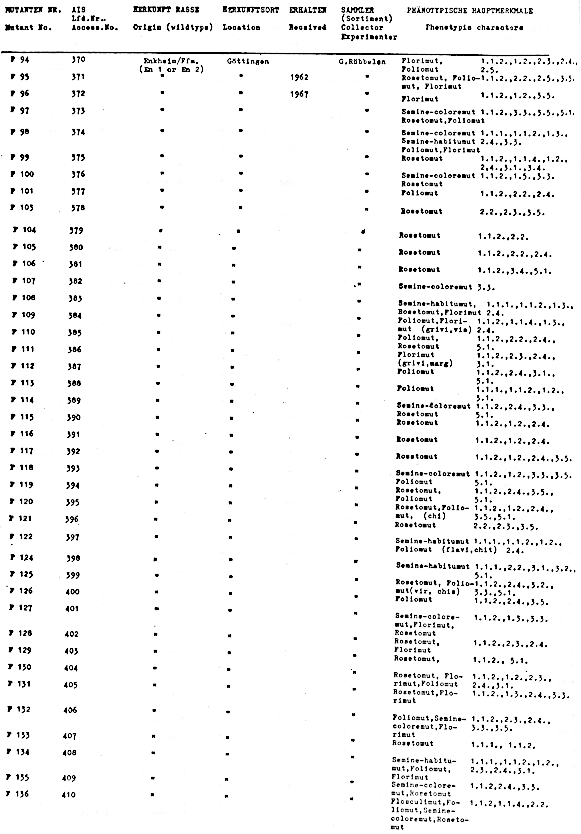 MUTANTEN NR. AIS HERKUNFT RASSE HERKUNFTSORT ERHALTEN SAMMLER PHÄNOTYPISCHE HAUPTMERKMALE
Lfd.Nr.. (Sortiment)
Mutant No. Access.No. Origin (wildtype) Location Received Collector Phenotypic characters
Experimenter
F 94 370 Enkheim/Ffm. Göttingen G.Röbbelen Florimut, 1.1.2.,1.2.,2.3.,2.4.,
(En 1 or En 2) Foliomut 2.5.
F 95 371 " " 1962 " Rosetomut, Folio- 1.1.2.,2.2.,2.5.,3.5.
mut, Florimut
F 96 372 " " 1967 " Florimut 1.1.2.,1.2.,3.5.
F 97 373 " " " Semine-coloremut 1.1.2.,3.3.,3.5.,5.1.
Rosetomut,Foliomut
F 98 374 " " " Semine-coloremut 1.1.1.,1.1.2.,1.3.,
Semine-habitumut 2.4.,3.3.
Foliomut,Florimut
F 99 375 " " " Rosetomut 1.1.2.,1.1.4.,1.2.,
2.4.,3.1.,3.4.
F 100 376 " " " Semine-coloremut 1.1.2.,1.3.,3.3.
Rosetomut
F 101 377 " " " Foliomut 1.1.2.,2.2.,2.4.
F 103 378 " " " Rosetomut 2.2.,2.3.,3.5.
F 104 379 " " " Rosetomut 1.1.2.,2.2.
F 105 380 " " " Rosetomut 1.1.2.,2.2.,2.4.
F 106 381 " " " Rosetomut 1.1.2.,3.4.,5.1.
F 107 382 " " " Semine-coloremut 3.3.
F 108 383 " " " Semine-habitumut, 1.1.1.,1.1.2.,1.3.,
Rosetomut,Florimut 2.4.
F 109 384 " " " Foliomut,Flori- 1.1.2.,1.1.4.,1.3.,
mut (grivi,vis) 2.4.
F 110 385 " " " Foliomut, 1.1.2.,2.2.,2.4.,
Rosetomut 5.1.
F 111 386 " " " Florimut 1.1.2.,2.3.,2.4.,
(grivi,marg) 3.1.
F 112 387 " " " Foliomut 1.1.2.,2.4.,3.1.,
5.1.
F 113 388 " " " Foliomut 1.1.1.,1.1.2.,1.2.,
5.1.
F 114 389 " " " Semine-coloremut 1.1.2.,2.4.,3.3.,
Rosetomut 5.1.
F 115 390 " " " Rosetomut 1.1.2.,1.2.,2.4.
F 116 391 " " " Rosetomut 1.1.2.,1.2.,2.4.
F 117 392 " " " Rosetomut 1.1.2.,1.2.,2.4.,3.5.
F 118 393 " " " Semine-coloremut 1.1.2.,1.2.,3.3.,3.5.
Foliomut 5.1.
F 119 394 " " " Rosetomut, 1.1.2.,2.4.,3.5.,
Foliomut 5.1.
F 120 395 " " " Rosetomut,Folio- 1.1.2.,1.2.,2.4.,
mut, (chi) 3.5.,5.1.
F 121 396 " " " Rosetomut 2.2.,2.3.,3.5.
F 122 397 " " " Semine-habitumut 1.1.1.,1.1.2.,1.2.,
Foliomut (flavi,chit) 2.4.
F 124 398 " " " Semine-habitumut 1.1.1.,2.2.,3.1.,3.2.,
5.1.
F 125 399 " " " Rosetomut, Folio- 1.1.2.,2.4.,3.2.,
mut(vir, chis) 3.3.,5.1.
F 126 400 " " " Foliomut 1.1.2.,2.4.,3.5.
F 127 401 " " " Semine-colore- 1.1.2.,1.3.,3.3.
mut,Florimut,
Rosetomut
F 128 402 " " " Rosetomut, 1.1.2.,2.3.,2.4.
Florimut
F 129 403 " " " Rosetomut, 1.1.2., 5.1.
F 130 404 " " " Rosetomut, Flo- 1.1.2.,1.2.,2.3.,
rimut,Foliomut 2.4.,3.1.
F 131 405 " " " Rosetomut,Flo- 1.1.2.,1.3.,2.4.,3.3.
rimut
F 132 406 " " " Foliomut,Semine- 1.1.2.,2.3.,2.4.,
coloremut,Flo- 3.3.,3.5.
rimut
F 133 407 " " " Rosetomut 1.1.1., 1.1.2.
F 134 408 " " " Semine-habitu- 1.1.1.,1.1.2.,1.2.,
mut,Foliomut, 2.3.,2.4.,3.1.
Florimut
F 135 409 " " " Semine-colore- 1.1.2,2.4.,3.3.
mut,Rosetomut
F 136 410 " " " Flosculimut,Fo- 1.1.2,1.1.4.,2.2.
liomut,Semine-
coloremut,Roseto-
mut